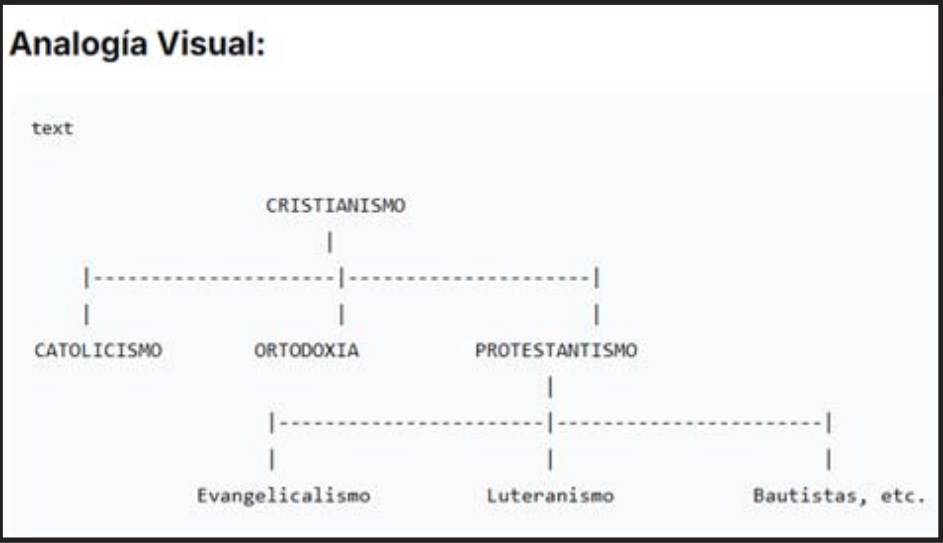 Analogía Visual:
text
CRISTIANISMO
|
|---------------------|---------------------|
| | |
CATOLICISMO ORTODOXIA PROTESTANTISMO
|
|-----------------------|-----------------------|
| | |
Evangelicalismo Luteranismo Bautistas, etc.